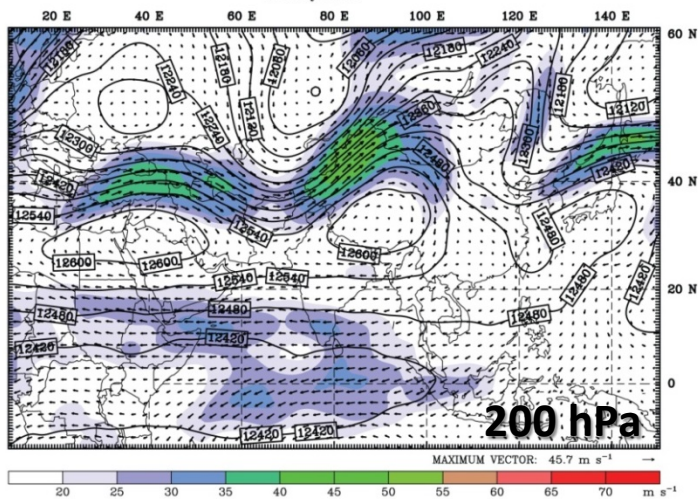 20 E 40 E 60 E 80 E 100 E 120 E 140 E
60 N
12180 12240 12180 12060 12060 12180 12240 12180
12120 12120
12300 12240 12360 12300
12420 12480 12420
40 N
12540 12540 12480
12600 12600 12600
12540 12540 12480 12480
20 N
12480 12480 12480
12420 12420
0
12420 12420
200 hPa
MAXIMUM VECTOR: 45.7 m s⁻¹ →
20 25 30 35 40 45 50 55 60 65 70 m s⁻¹